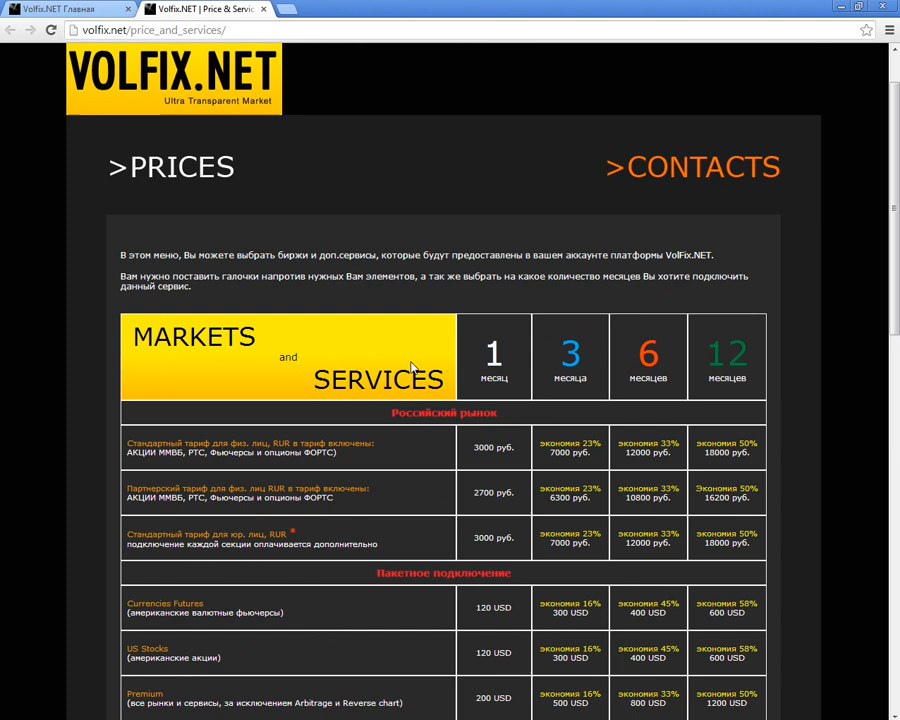 Volfix.NET Главная
Volfix.NET | Price & Servic
volfix.net/price_and_services/
VOLFIX.NET
Ultra Transparent Market
>PRICES
>CONTACTS
В этом меню, Вы можете выбрать биржи и доп.сервисы, которые будут предоставлены в вашем аккаунте платформы VolFix.NET.
Вам нужно поставить галочки напротив нужных Вам элементов, а так же выбрать на какое количество месяцев Вы хотите подключить
данный сервис.
MARKETS
and
SERVICES
1
месяц
3
месяца
6
месяцев
12
месяцев
Российский рынок
Стандартный тариф для физ. лиц, RUR в тариф включены:
АКЦИИ ММВБ, РТС, Фьючерсы и опционы ФОРТС)
3000 руб.
экономия 23%
7000 руб.
экономия 33%
12000 руб.
экономия 50%
18000 руб.
Партнерский тариф для физ. лиц RUR в тариф включены:
АКЦИИ ММВБ, РТС, Фьючерсы и опционы ФОРТС
2700 руб.
экономия 23%
6300 руб.
экономия 33%
10800 руб.
Экономия 50%
16200 руб.
Стандартный тариф для юр. лиц, RUR *
подключение каждой секции оплачивается дополнительно
3000 руб.
экономия 23%
7000 руб.
экономия 33%
12000 руб.
экономия 50%
18000 руб.
Пакетное подключение
Currencies Futures
(американские валютные фьючерсы)
120 USD
экономия 16%
300 USD
экономия 45%
400 USD
экономия 58%
600 USD
US Stocks
(американские акции)
120 USD
экономия 16%
300 USD
экономия 45%
400 USD
экономия 58%
600 USD
Premium
(все рынки и сервисы, за исключением Arbitrage и Reverse chart)
200 USD
экономия 16%
500 USD
экономия 33%
800 USD
экономия 50%
1200 USD